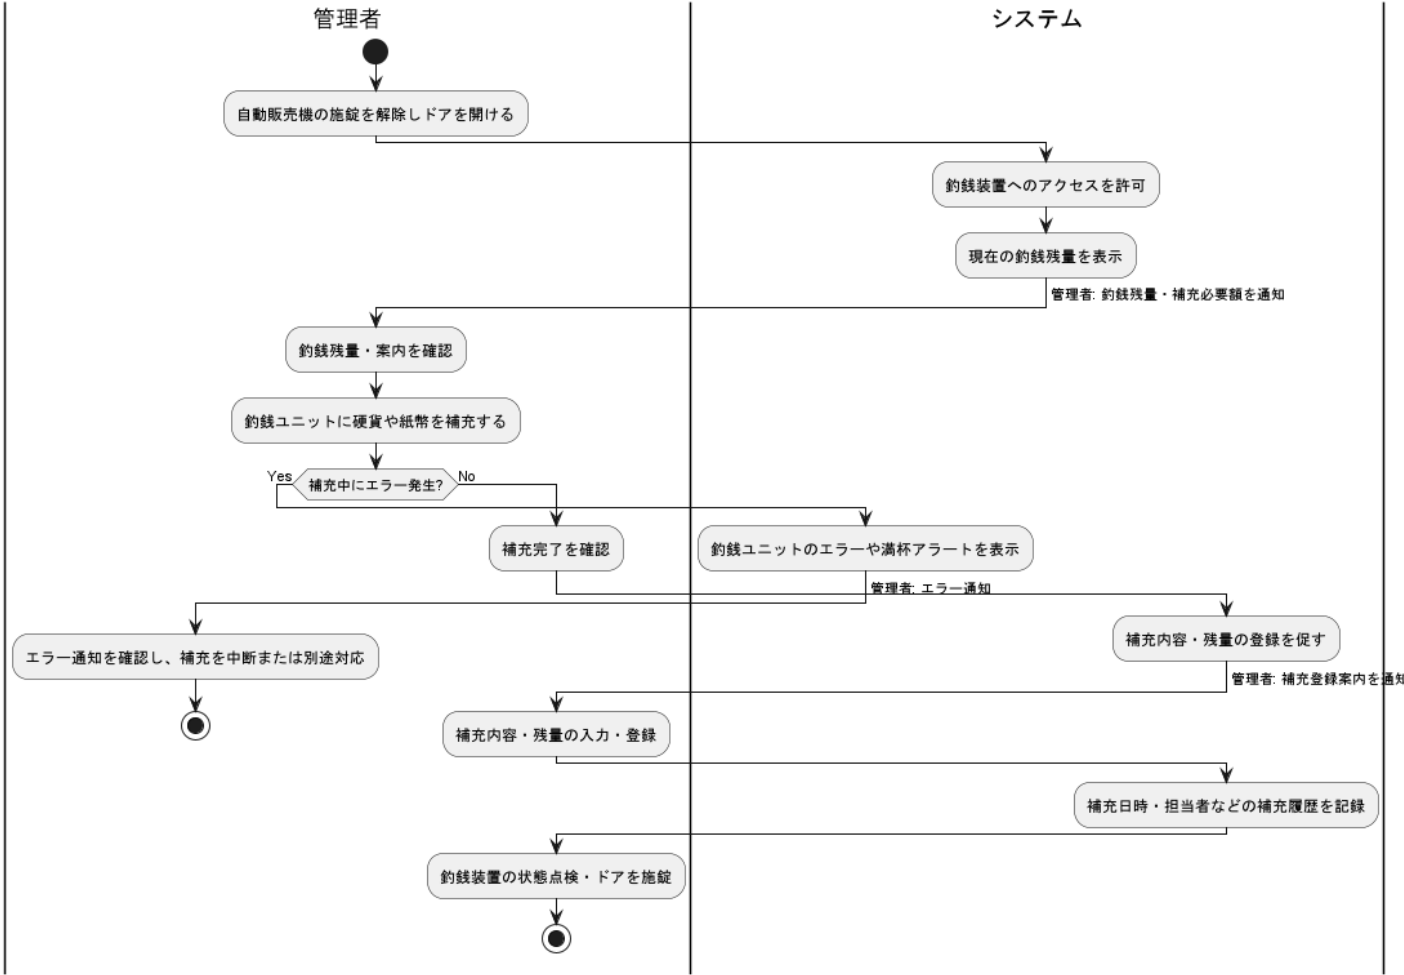 管理者
システム
自動販売機の施錠を解除しドアを開ける
釣銭装置へのアクセスを許可
現在の釣銭残量を表示
管理者: 釣銭残量・補充必要額を通知
釣銭残量・案内を確認
釣銭ユニットに硬貨や紙幣を補充する
Yes
補充中にエラー発生?
No
補充完了を確認
釣銭ユニットのエラーや満杯アラートを表示
管理者: エラー通知
補充内容・残量の登録を促す
エラー通知を確認し、補充を中断または別途対応
管理者: 補充登録案内を通知
補充内容・残量の入力・登録
補充日時・担当者などの補充履歴を記録
釣銭装置の状態点検・ドアを施錠